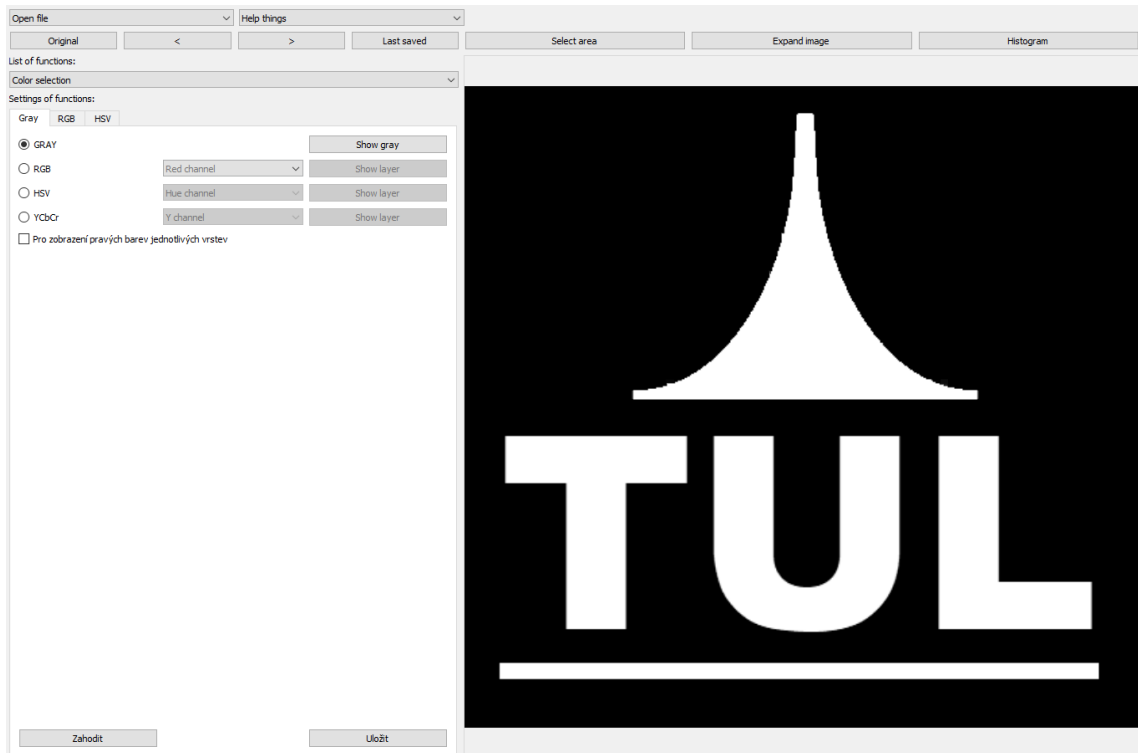 Open file Help things
Original < > Last saved Select area Expand image Histogram
List of functions:
Color selection
Settings of functions:
Gray RGB HSV
GRAY Show gray
RGB Red channel Show layer
HSV Hue channel Show layer
YCbCr Y channel Show layer
Pro zobrazení pravých barev jednotlivých vrstev
TUL
Zahodit Uložit